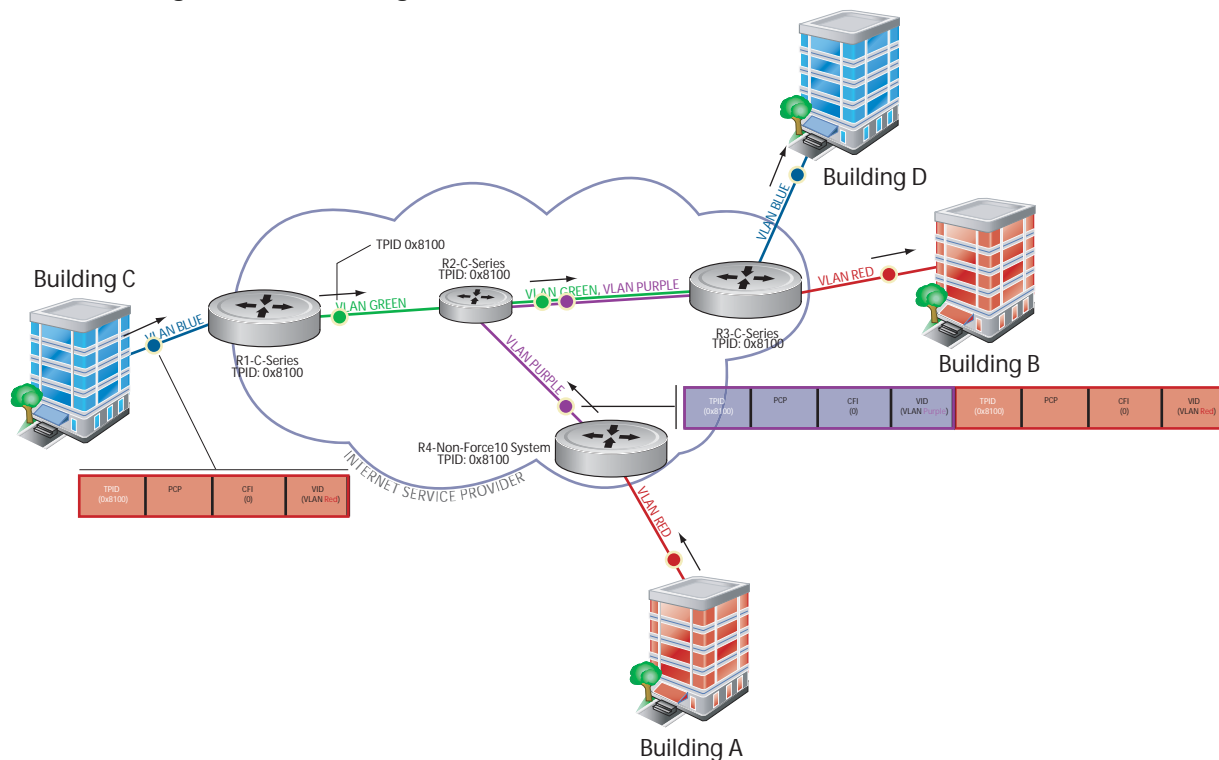 Building D
VLAN BLUE
Building B
VLAN RED
TPID 0x8100
R2-C-Series
TPID: 0x8100
VLAN GREEN, VLAN PURPLE
Building C
VLAN BLUE
VLAN GREEN
R1-C-Series
TPID: 0x8100
R3-C-Series
TPID: 0x8100
VLAN PURPLE
TPID
(0x8100)
PCP
CFI
(0)
VID
(VLAN Purple)
TPID
(0x8100)
PCP
CFI
(0)
VID
(VLAN Red)
R4-Non-Force10 System
TPID: 0x8100
INTERNET SERVICE PROVIDER
TPID
(0x8100)
PCP
CFI
(0)
VID
(VLAN Red)
VLAN RED
Building A